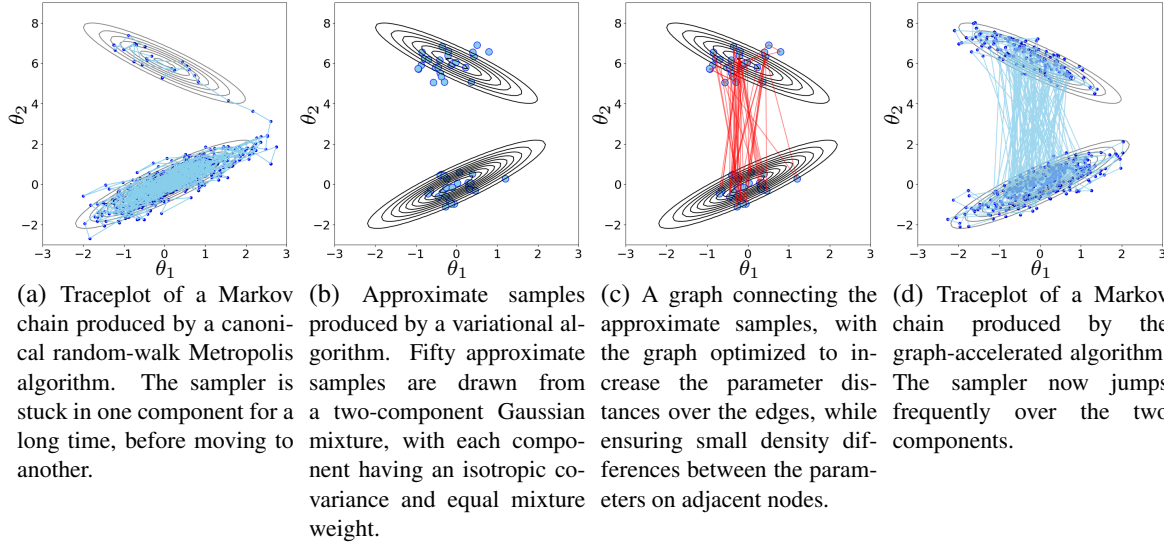 8
6
4
2
0
−2
θ2
−3 −2 −1 0 1 2 3
θ1
8
6
4
2
0
−2
θ2
−3 −2 −1 0 1 2 3
θ1
8
6
4
2
0
−2
θ2
−3 −2 −1 0 1 2 3
θ1
8
6
4
2
0
−2
θ2
−3 −2 −1 0 1 2 3
θ1
(a) Traceplot of a Markov
chain produced by a canoni-
cal random-walk Metropolis
algorithm. The sampler is
stuck in one component for a
long time, before moving to
another.
(b) Approximate samples
produced by a variational al-
gorithm. Fifty approximate
samples are drawn from
a two-component Gaussian
mixture, with each compo-
nent having an isotropic co-
variance and equal mixture
weight.
(c) A graph connecting the
approximate samples, with
the graph optimized to in-
crease the parameter dis-
tances over the edges, while
ensuring small density dif-
ferences between the param-
eters on adjacent nodes.
(d) Traceplot of a Markov
chain produced by the
graph-accelerated algorithm
The sampler now jumps
frequently over the two
components.